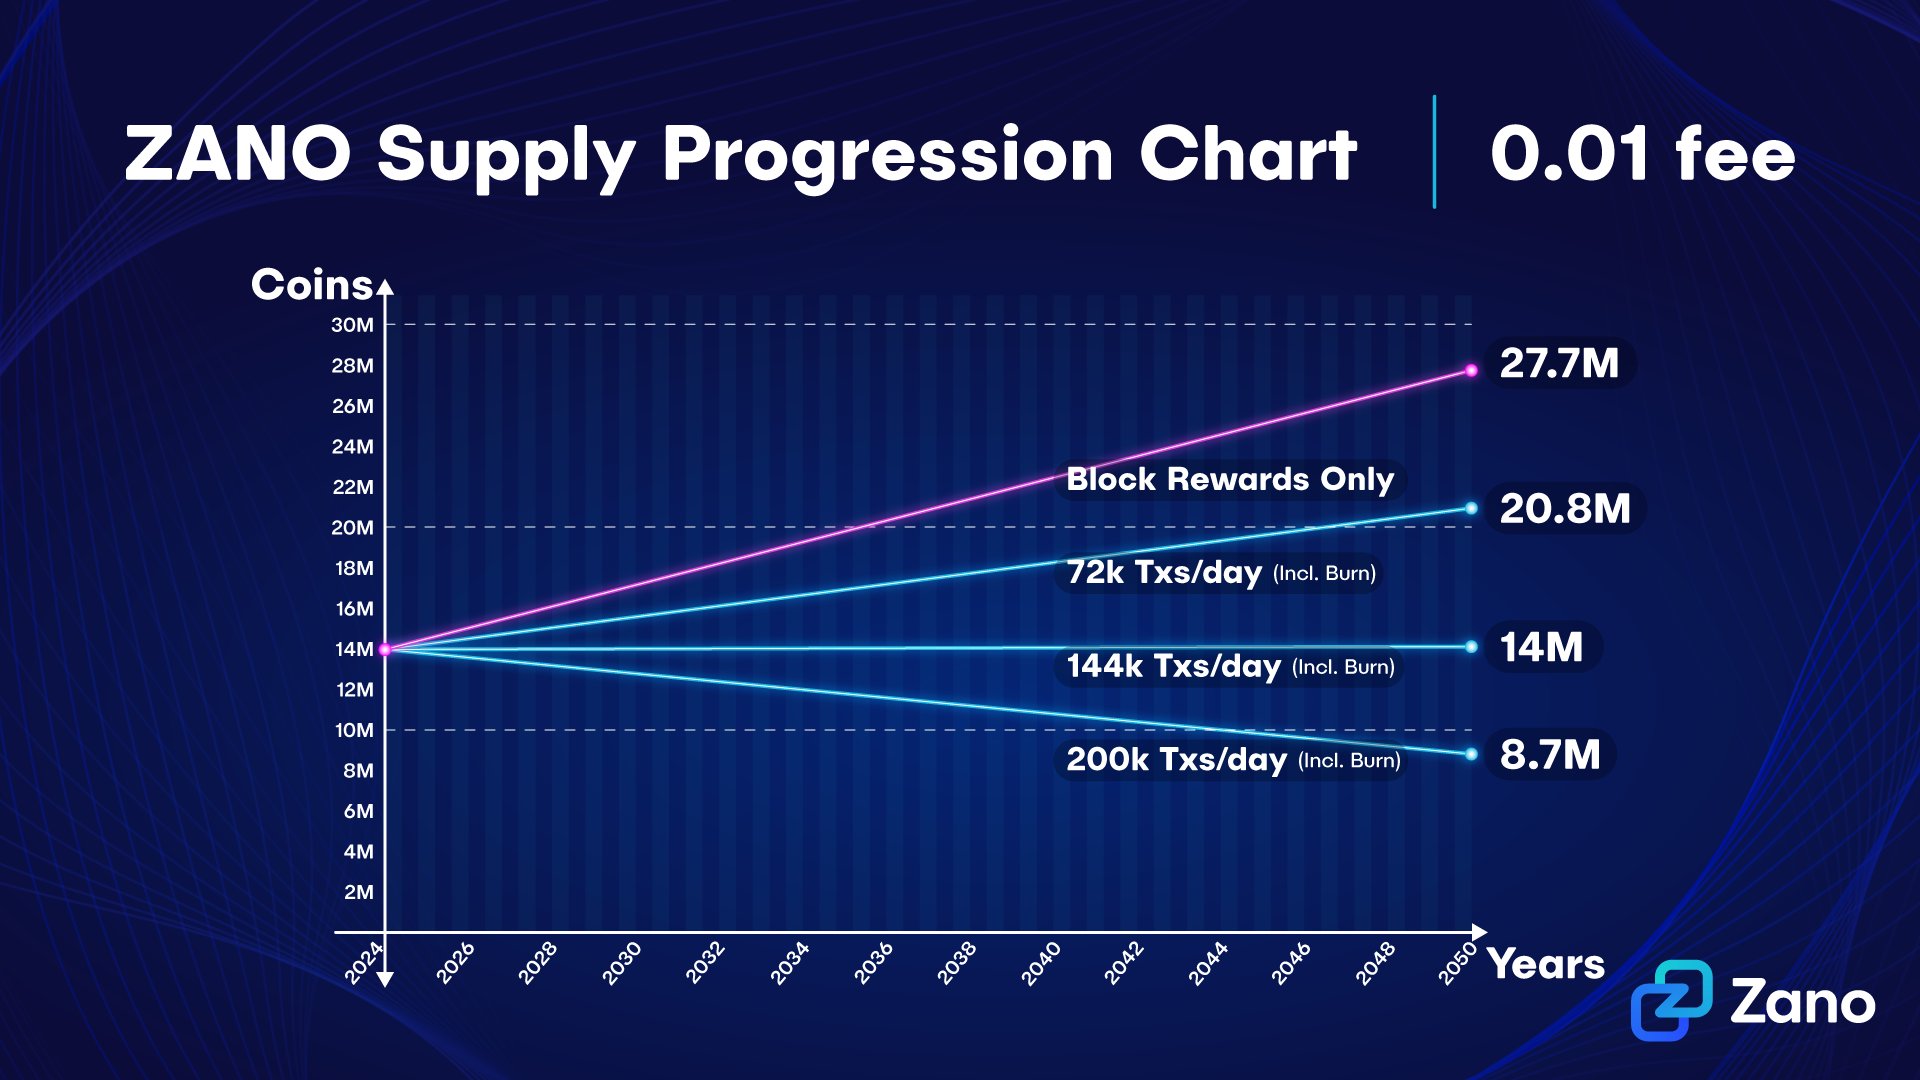 ZANO Supply Progression Chart
0.01 fee
Coins
30M
28M
26M
24M
22M
20M
18M
16M
14M
12M
10M
8M
6M
4M
2M
27.7M
Block Rewards Only
20.8M
72k Txs/day (Incl. Burn)
14M
144k Txs/day (Incl. Burn)
8.7M
200k Txs/day (Incl. Burn)
2024
2026
2028
2030
2032
2034
2036
2038
2040
2042
2044
2046
2048
2050
Years
Zano